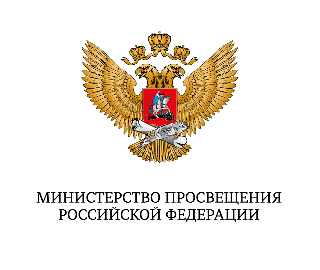 МИНИСТЕРСТВО ПРОСВЕЩЕНИЯ
РОССИЙСКОЙ ФЕДЕРАЦИИ